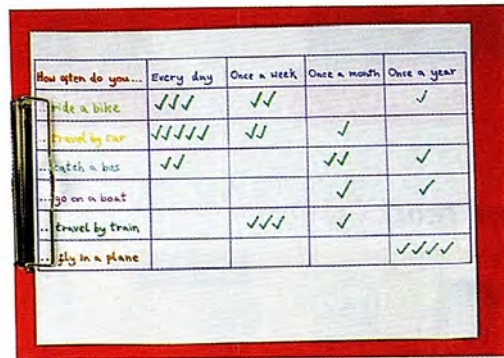 How often do you... Every day Once a week Once a month Once a year
...ride a bike ✓✓✓ ✓✓ ✓
...travel by car ✓✓✓✓✓ ✓✓ ✓
...catch a bus ✓✓ ✓✓ ✓
...go on a boat ✓ ✓
...travel by train ✓✓✓ ✓
...fly in a plane ✓✓✓✓